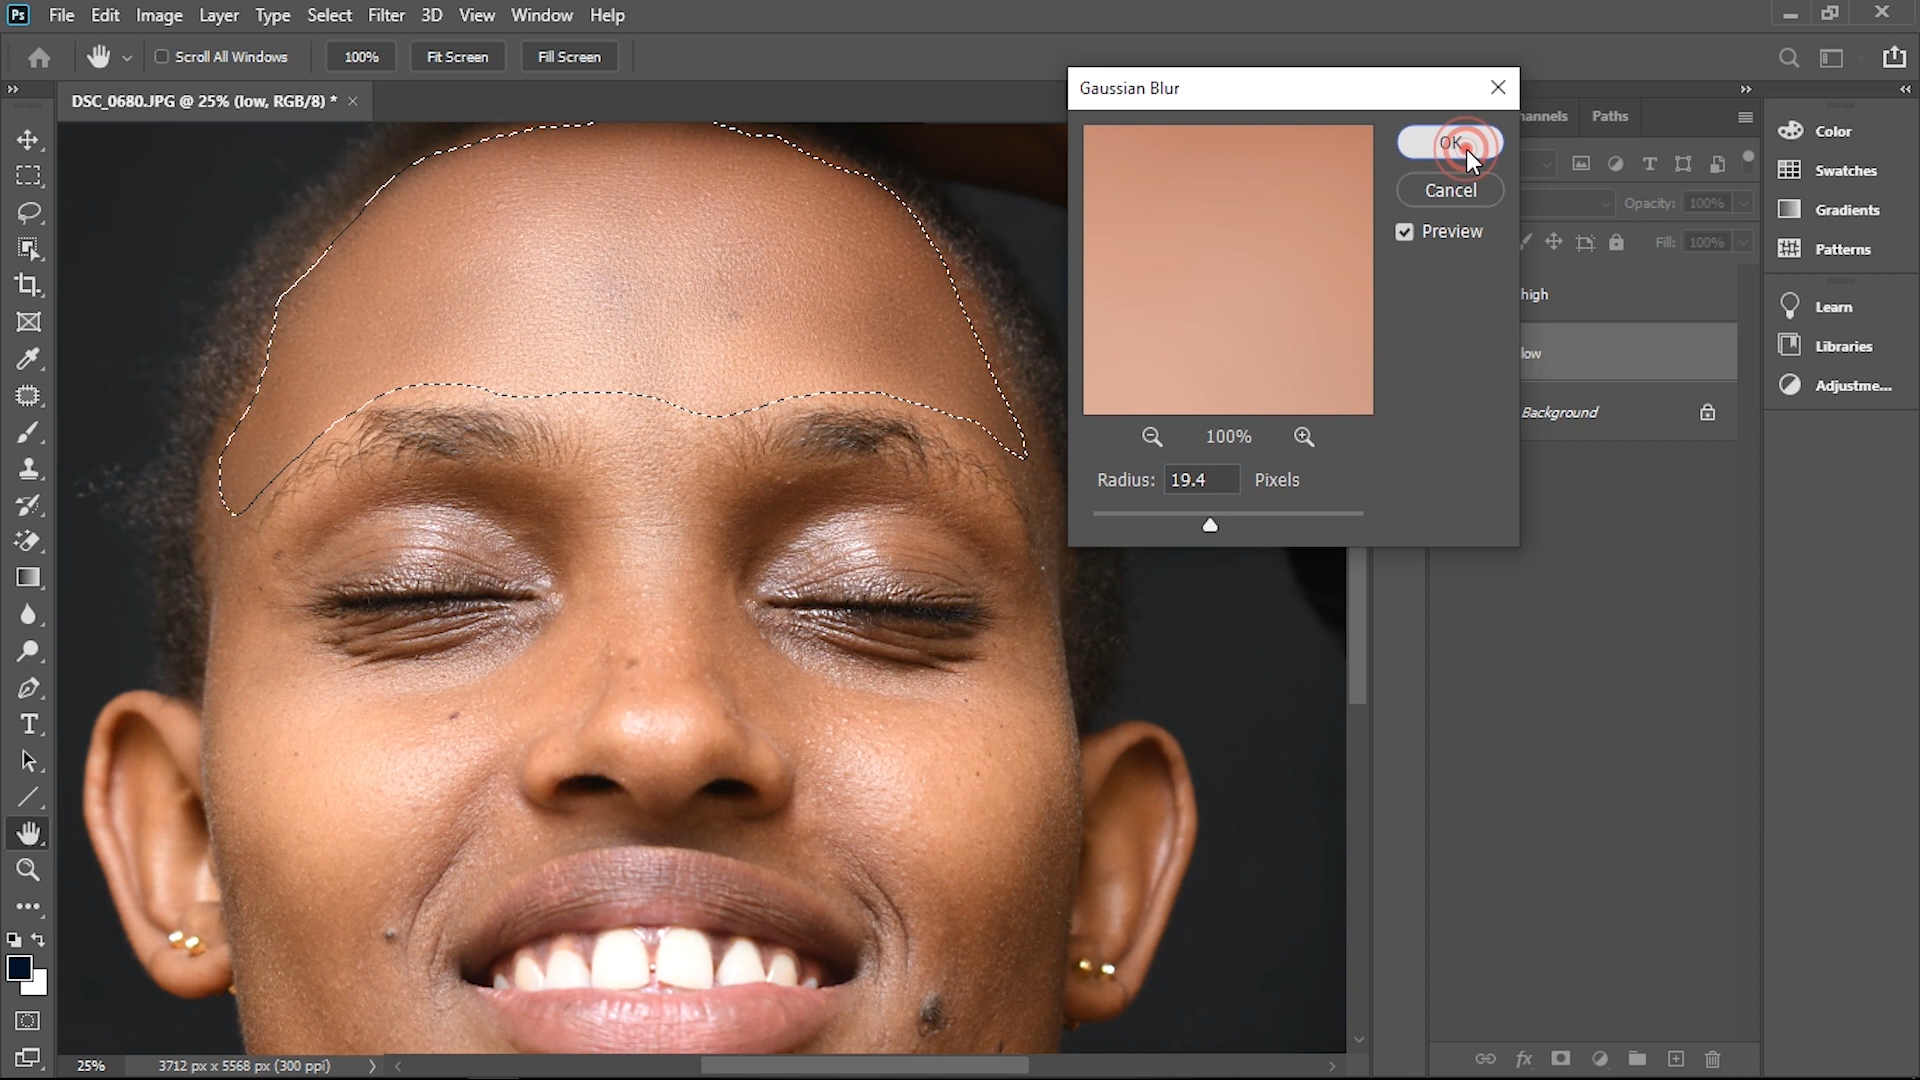 Ps File Edit Image Layer Type Select Filter 3D View Window Help
Scroll All Windows 100% Fit Screen Fill Screen
DSC_0680.JPG @ 25% (low, RGB/8) * ×
Gaussian Blur
OK
Cancel
Preview
100%
Radius: 19.4 Pixels
hannels Paths
Opacity: 100%
Fill: 100%
high
low
Background
Color
Swatches
Gradients
Patterns
Learn
Libraries
Adjustme...
25% 3712 px x 5568 px (300 ppi)